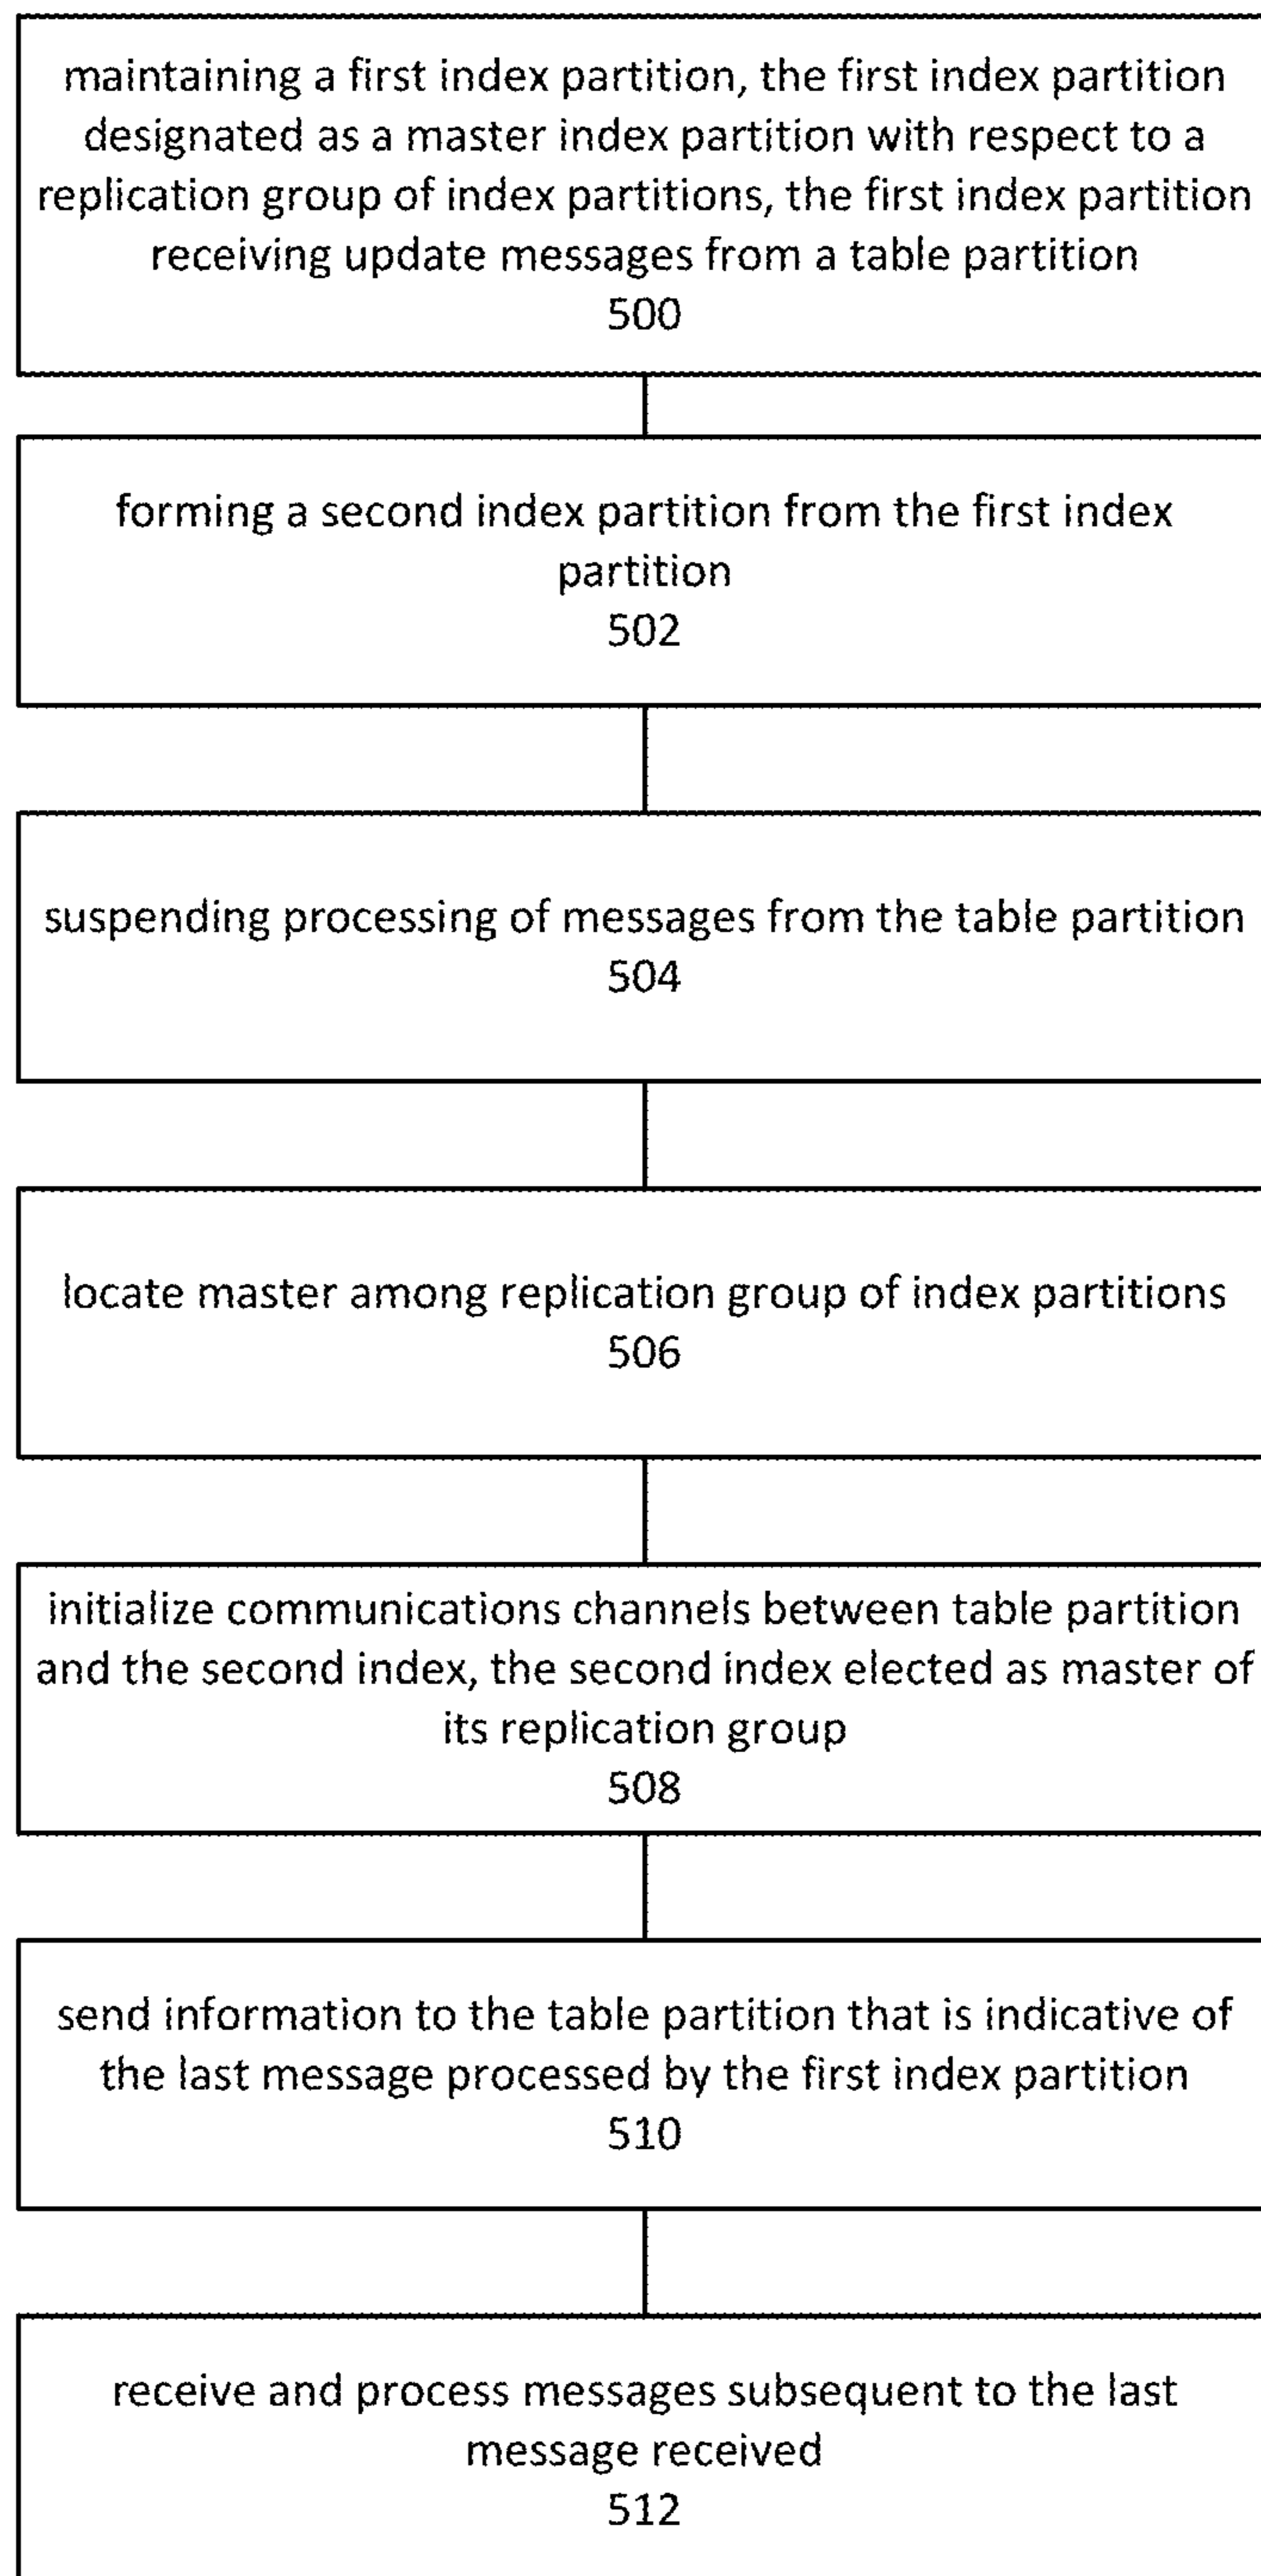 maintaining a first index partition, the first index partition
designated as a master index partition with respect to a
replication group of index partitions, the first index partition
receiving update messages from a table partition
500
forming a second index partition from the first index
partition
502
suspending processing of messages from the table partition
504
locate master among replication group of index partitions
506
initialize communications channels between table partition
and the second index, the second index elected as master of
its replication group
508
send information to the table partition that is indicative of
the last message processed by the first index partition
510
receive and process messages subsequent to the last
message received
512